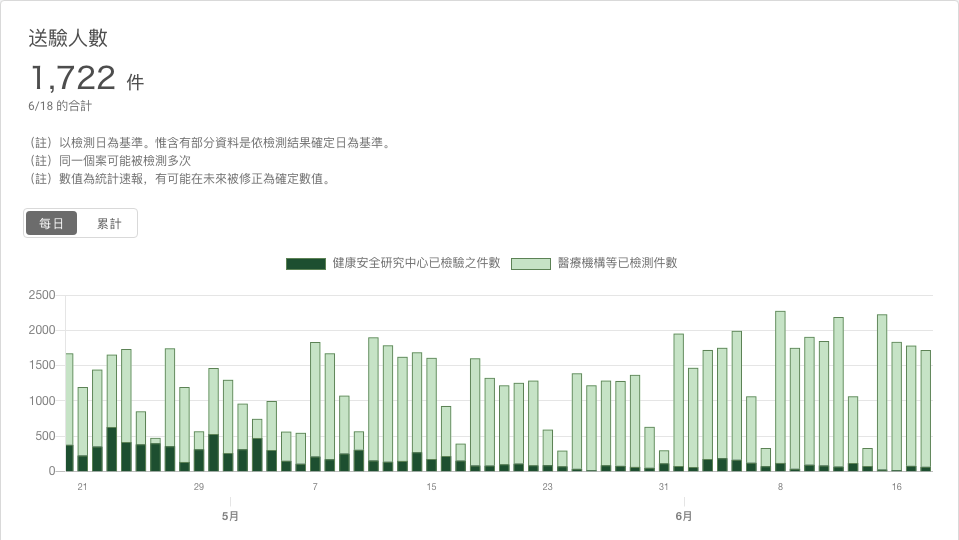 送驗人數
1,722 件
6/18 的合計
（註）以檢測日為基準。惟含有部分資料是依檢測結果確定日為基準。
（註）同一個案可能被檢測多次
（註）數值為統計速報，有可能在未來被修正為確定數值。
每日 累計
健康安全研究中心已檢驗之件數 醫療機構等已檢測件數
2500
2000
1500
1000
500
0
21 29 7 15 23 31 8 16
5月 6月